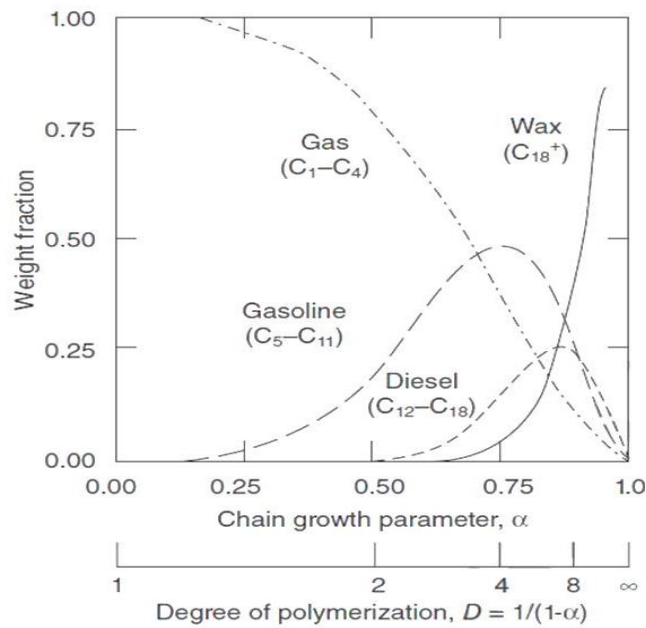 1.00
0.75
0.50
0.25
0.00
Weight fraction
Gas
(C₁–C₄)
Wax
(C₁₈⁺)
Gasoline
(C₅–C₁₁)
Diesel
(C₁₂–C₁₈)
0.00 0.25 0.50 0.75 1.0
Chain growth parameter, α
1 2 4 8 ∞
Degree of polymerization, D = 1/(1-α)